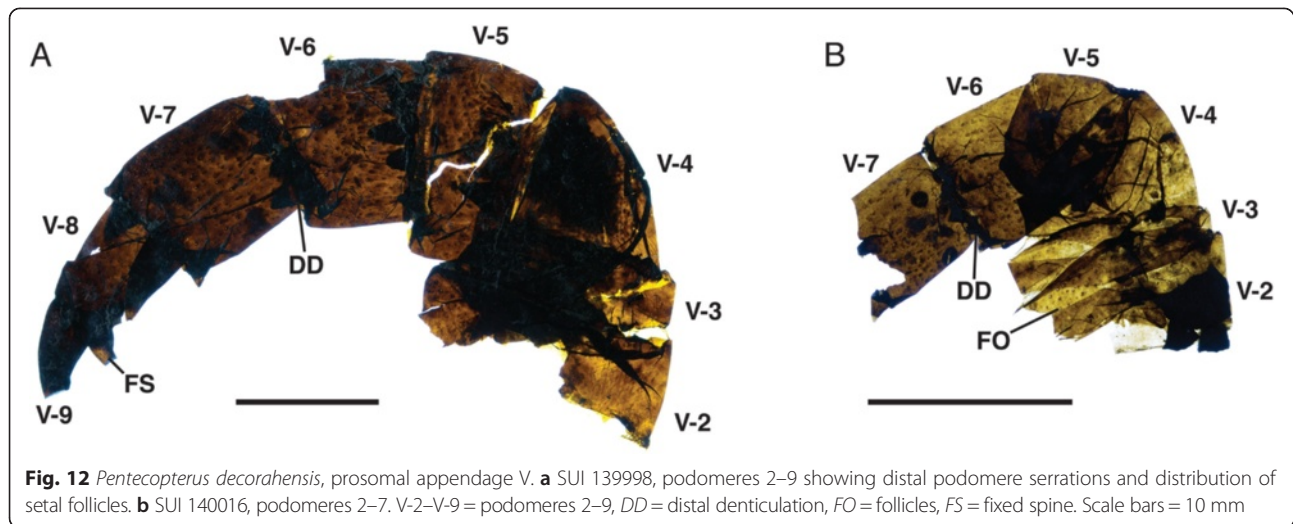 A
V-6
V-5
V-7
V-4
V-8
DD
V-3
FS
V-9
V-2
B
V-5
V-6
V-4
V-7
V-3
DD
V-2
FO
Fig. 12 Pentecopterus decorahensis, prosomal appendage V. a SUI 139998, podomeres 2–9 showing distal podomere serrations and distribution of
setal follicles. b SUI 140016, podomeres 2–7. V-2–V-9 = podomeres 2–9, DD = distal denticulation, FO = follicles, FS = fixed spine. Scale bars = 10 mm